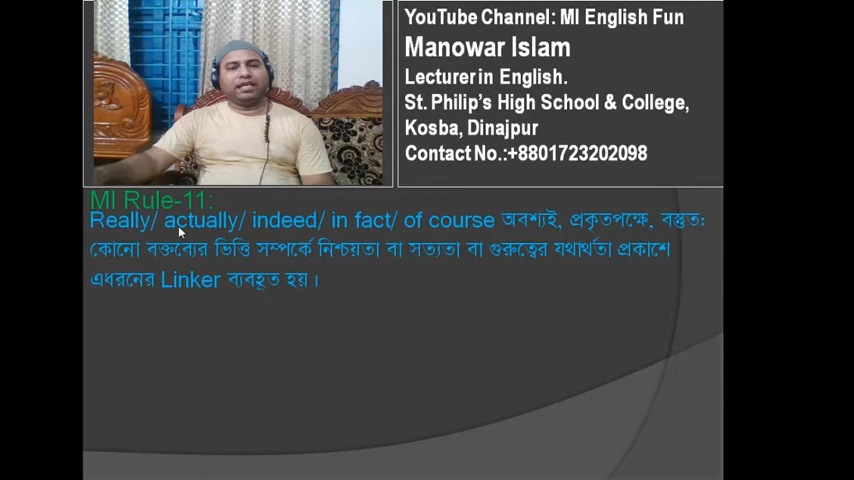 YouTube Channel: MI English Fun
Manowar Islam
Lecturer in English.
St. Philip's High School & College,
Kosba, Dinajpur
Contact No.:+8801723202098
MI Rule-11:
Really/ actually/ indeed/ in fact/ of course অবশ্যই, প্রকৃতপক্ষে, বস্তুত:
কোনো বক্তব্যের ভিত্তি সম্পর্কে নিশ্চয়তা বা সত্যতা বা গুরুত্বের যথার্থতা প্রকাশে
এধরনের Linker ব্যবহূত হয়।